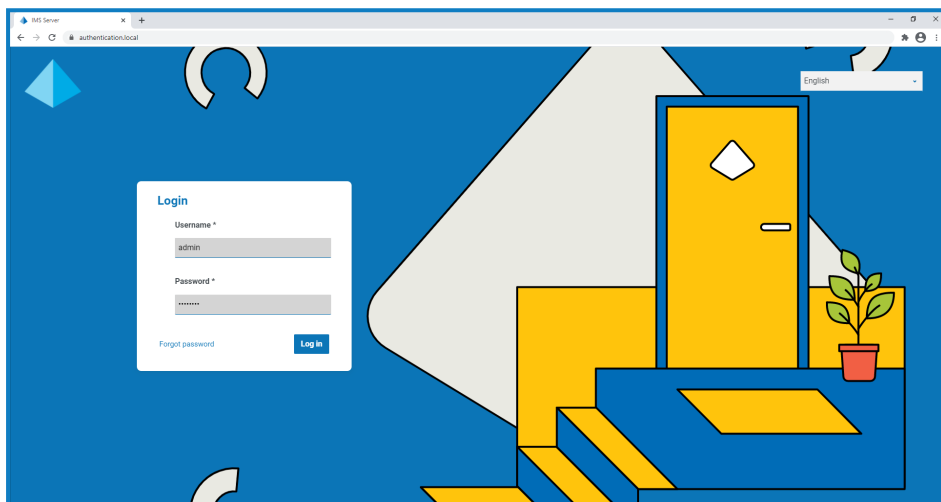 IMS Server
authentication.local
English
Login
Username *
admin
Password *
••••••••
Forgot password
Log in